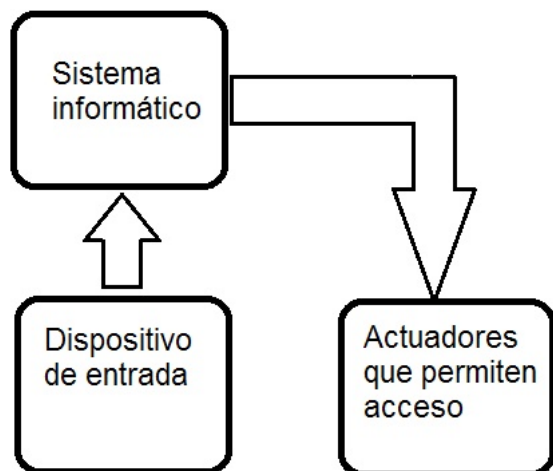 Sistema
informático
Dispositivo
de entrada
Actuadores
que permiten
acceso